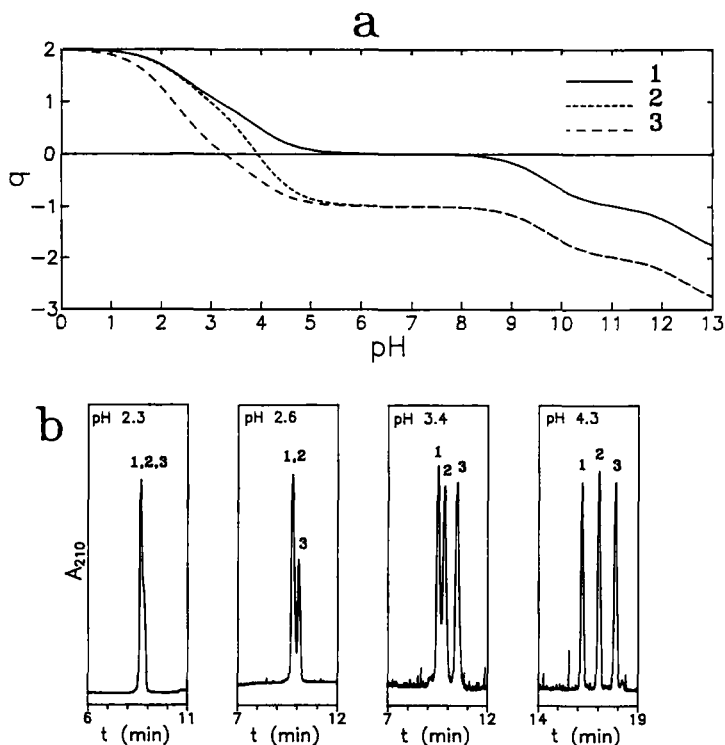 a
2
1
0
-1
-2
-3
q
1
2
3
0 1 2 3 4 5 6 7 8 9 10 11 12 13
pH
b
pH 2.3
1,2,3
A210
6 11
t (min)
pH 2.6
1,2
3
7 12
t (min)
pH 3.4
1
2
3
7 12
t (min)
pH 4.3
1
2
3
14 19
t (min)